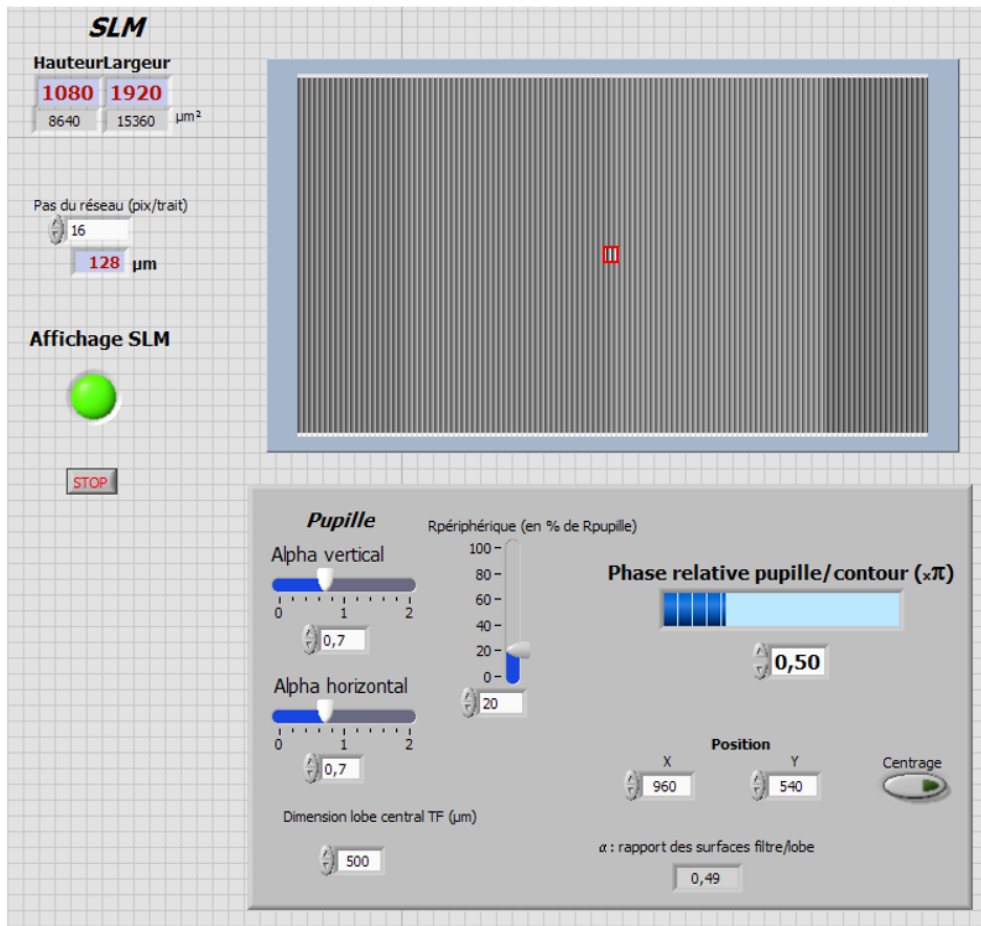 SLM
Hauteur Largeur
1080 1920
8640 15360 µm²
Pas du réseau (pix/trait)
16
128 µm
Affichage SLM
STOP
Pupille
Alpha vertical
0 1 2
0,7
Alpha horizontal
0 1 2
0,7
Dimension lobe central TF (µm)
500
Rpériphérique (en % de Rpupille)
100
80
60
40
20
0
20
Phase relative pupille/contour (xπ)
0,50
Position
X Y
960 540
Centrage
α : rapport des surfaces filtre/lobe
0,49